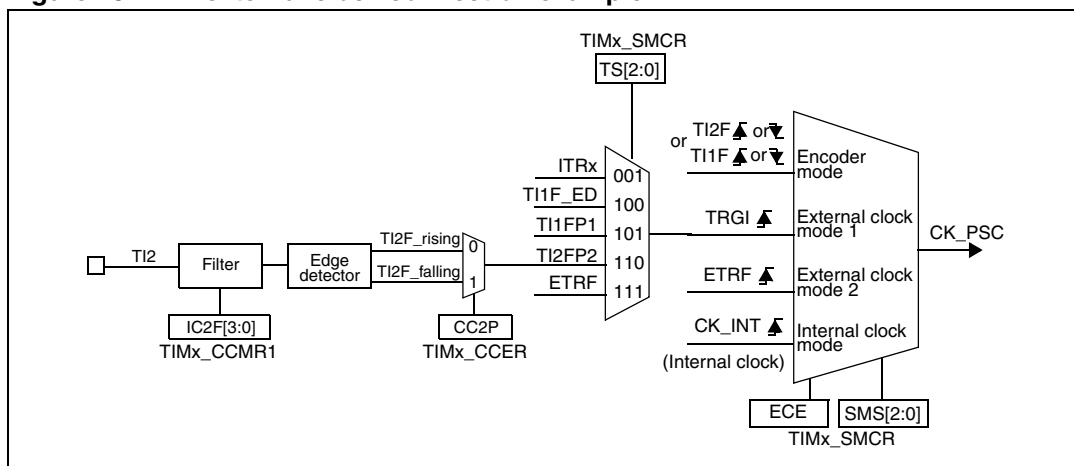 TIMx_SMCR
TS[2:0]
or TI2F or
TI1F or
Encoder
mode
ITRx
001
TI1F_ED
100
TI1FP1
101
TI2FP2
110
ETRF
111
TRGI
External clock
mode 1
CK_PSC
ETRF
External clock
mode 2
CK_INT
Internal clock
mode
(Internal clock)
TI2
Filter
Edge
detector
TI2F_rising
TI2F_falling
0
1
IC2F[3:0]
TIMx_CCMR1
CC2P
TIMx_CCER
ECE
SMS[2:0]
TIMx_SMCR